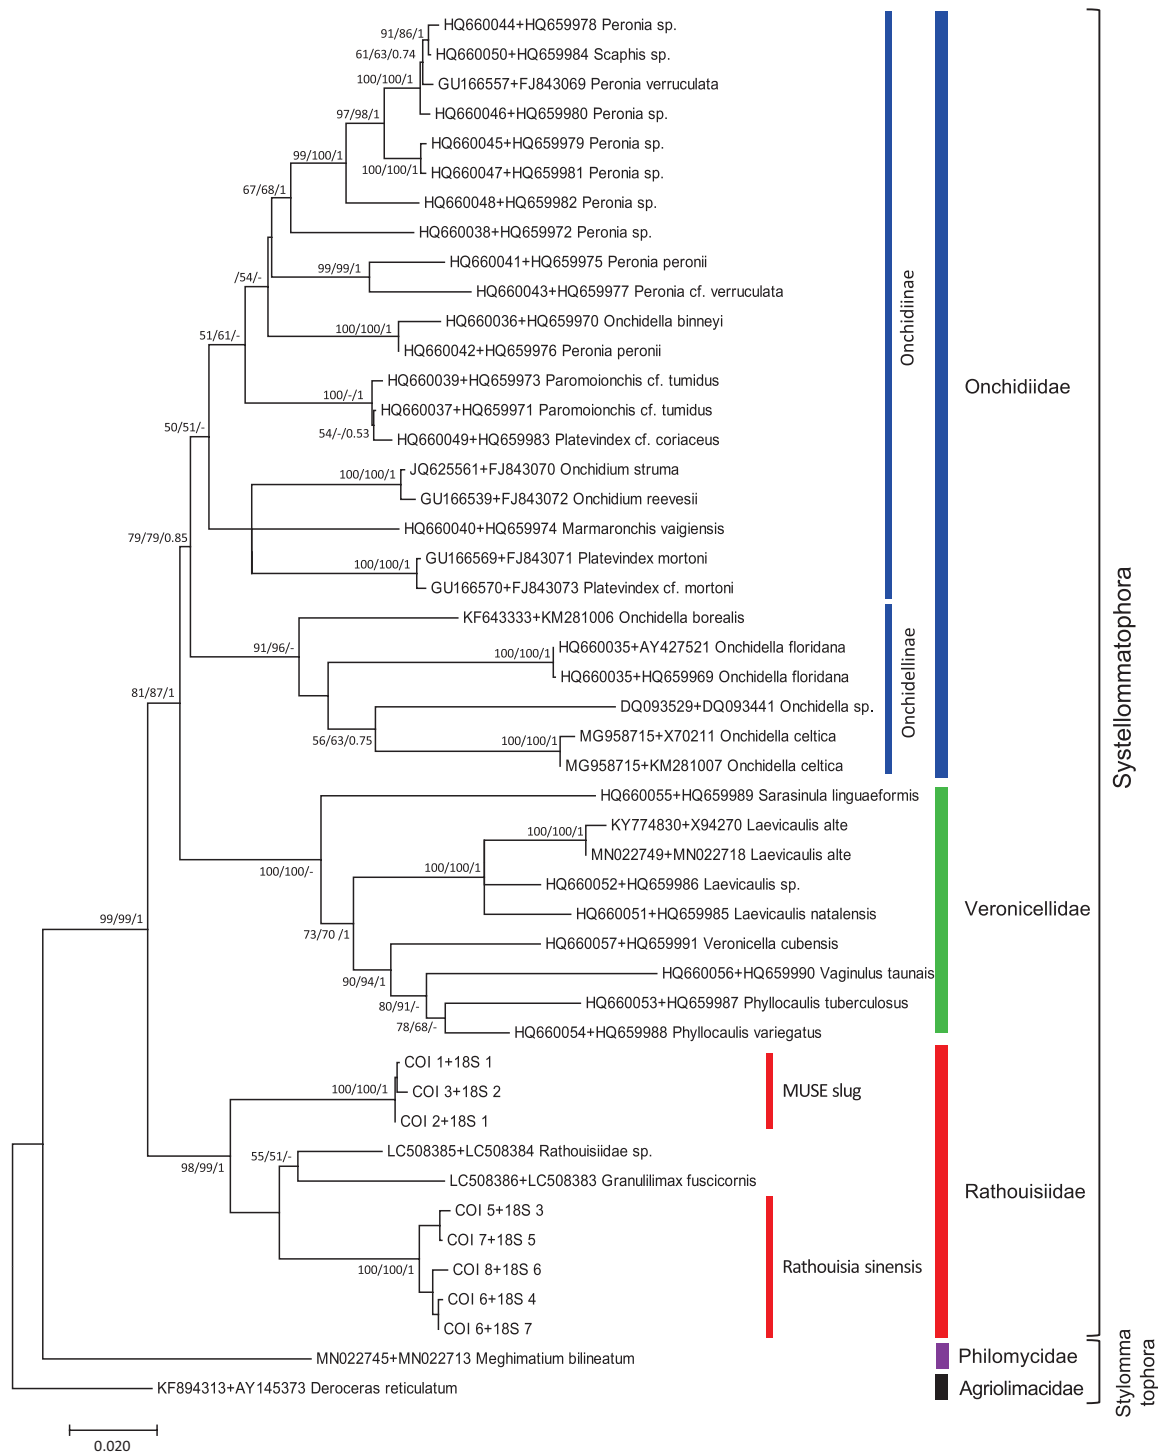 HQ660044+HQ659978 Peronia sp.
91/86/1
HQ660050+HQ659984 Scaphis sp.
61/63/0.74
100/100/1
GU166557+FJ843069 Peronia verruculata
97/98/1
HQ660046+HQ659980 Peronia sp.
HQ660045+HQ659979 Peronia sp.
99/100/1
100/100/1
HQ660047+HQ659981 Peronia sp.
67/68/1
HQ660048+HQ659982 Peronia sp.
HQ660038+HQ659972 Peronia sp.
HQ660041+HQ659975 Peronia peronii
99/99/1
/54/-
HQ660043+HQ659977 Peronia cf. verruculata
HQ660036+HQ659970 Onchidella binneyi
100/100/1
51/61/-
HQ660042+HQ659976 Peronia peronii
HQ660039+HQ659973 Paromoionchis cf. tumidus
100/-/1
HQ660037+HQ659971 Paromoionchis cf. tumidus
50/51/-
54/-/0.53
HQ660049+HQ659983 Platevindex cf. coriaceus
JQ625561+FJ843070 Onchidium struma
100/100/1
GU166539+FJ843072 Onchidium reevesii
HQ660040+HQ659974 Marmaronchis vaigiensis
79/79/0.85
GU166569+FJ843071 Platevindex mortoni
100/100/1
GU166570+FJ843073 Platevindex cf. mortoni
Onchidiinae
Onchidiidae
KF643333+KM281006 Onchidella borealis
91/96/-
HQ660035+AY427521 Onchidella floridana
100/100/1
HQ660035+HQ659969 Onchidella floridana
81/87/1
DQ093529+DQ093441 Onchidella sp.
56/63/0.75
MG958715+X70211 Onchidella celtica
100/100/1
MG958715+KM281007 Onchidella celtica
Onchidellinae
Systellommatophora
HQ660055+HQ659989 Sarasinula linguaeformis
KY774830+X94270 Laevicaulis alte
100/100/1
MN022749+MN022718 Laevicaulis alte
100/100/-
100/100/1
HQ660052+HQ659986 Laevicaulis sp.
HQ660051+HQ659985 Laevicaulis natalensis
Veronicellidae
99/99/1
73/70 /1
HQ660057+HQ659991 Veronicella cubensis
HQ660056+HQ659990 Vaginulus taunais
90/94/1
HQ660053+HQ659987 Phyllocaulis tuberculosus
80/91/-
78/68/-
HQ660054+HQ659988 Phyllocaulis variegatus
COI 1+18S 1
100/100/1
COI 3+18S 2
MUSE slug
COI 2+18S 1
LC508385+LC508384 Rathouisiidae sp.
55/51/-
98/99/1
LC508386+LC508383 Granulilimax fuscicornis
Rathouisiidae
COI 5+18S 3
COI 7+18S 5
100/100/1
COI 8+18S 6
Rathouisia sinensis
COI 6+18S 4
COI 6+18S 7
MN022745+MN022713 Meghimatium bilineatum
Philomycidae
KF894313+AY145373 Deroceras reticulatum
Agriolimacidae
Stylomma
tophora
0.020